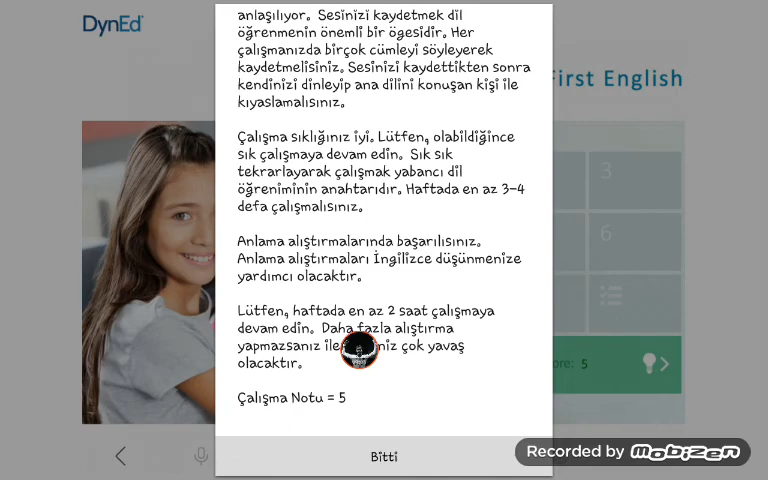 DynEd
First English
anlaşılıyor. Sesinizi kaydetmek dil
öğrenmenin önemli bir ögesidir. Her
çalışmanızda birçok cümleyi söyleyerek
kaydetmelisiniz. Sesinizi kaydettikten sonra
kendinizi dinleyip ana dilini konuşan kişi ile
kıyaslamalısınız.
Çalışma sıklığınız iyi. Lütfen, olabildiğince
sık çalışmaya devam edin. Sık sık
tekrarlayarak çalışmak yabancı dil
öğreniminin anahtarıdır. Haftada en az 3-4
defa çalışmalısınız.
Anlama alıştırmalarında başarılısınız.
Anlama alıştırmaları İngilizce düşünmenize
yardımcı olacaktır.
Lütfen, haftada en az 2 saat çalışmaya
devam edin. Daha fazla alıştırma
yapmazsanız çok yavaş
olacaktır.
Çalışma Notu = 5
Bitti
3
6
5
Recorded by MOBIZEN